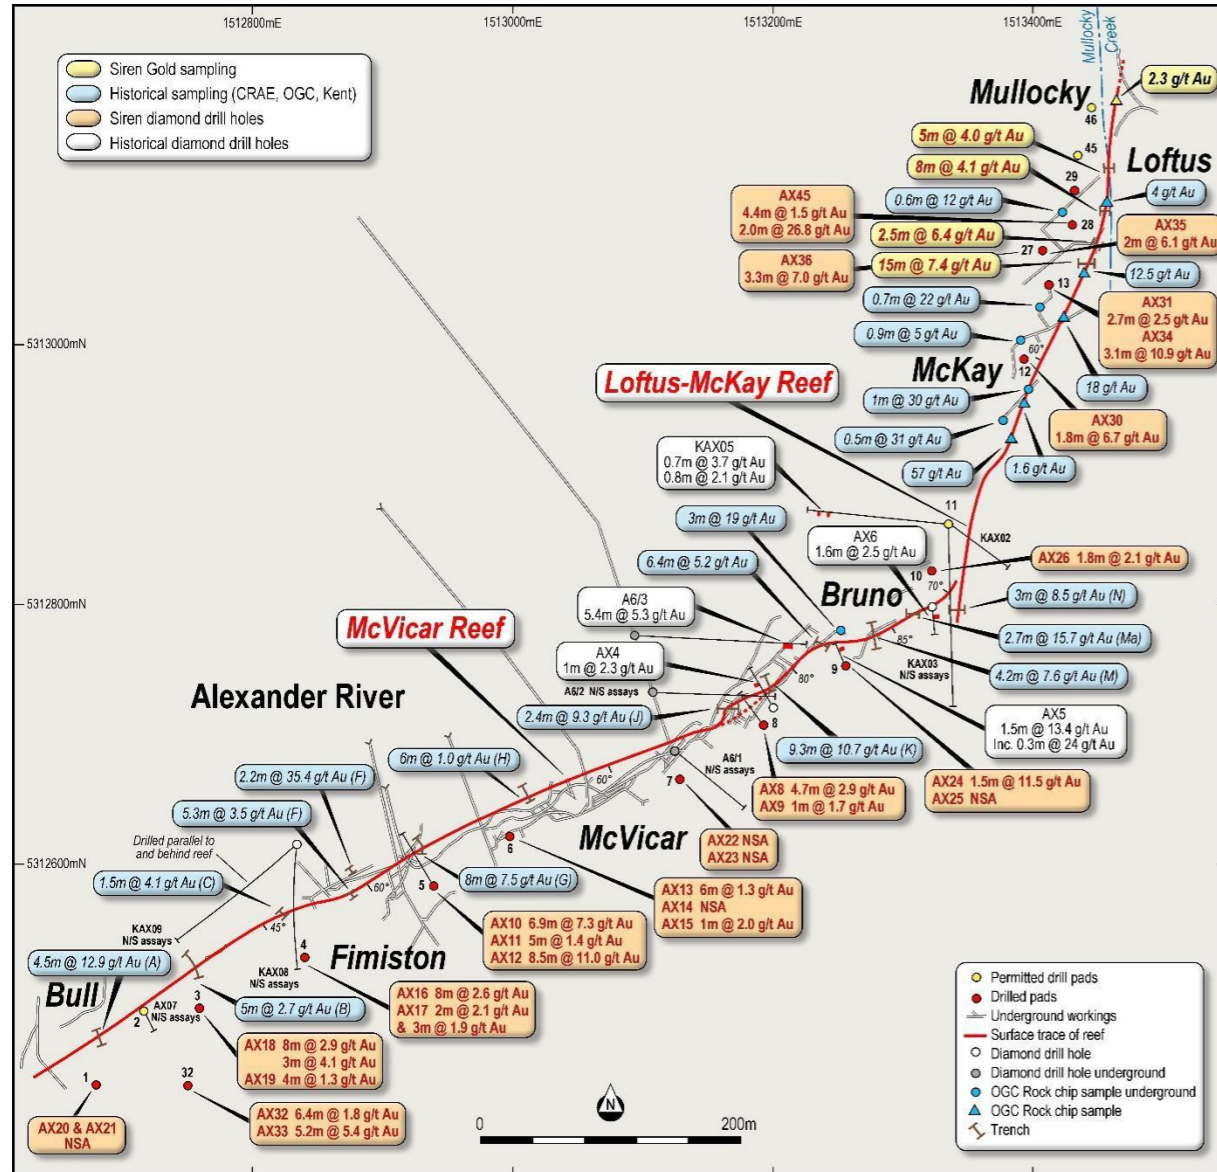 1512800mE
1513000mE
1513200mE
1513400mE
Siren Gold sampling
Historical sampling (CRAE, OGC, Kent)
Siren diamond drill holes
Historical diamond drill holes
Mullocky
Creek
2.3 g/t Au
Mullocky
46
5m @ 4.0 g/t Au
45
Loftus
8m @ 4.1 g/t Au
29
4 g/t Au
AX45
4.4m @ 1.5 g/t Au
2.0m @ 26.8 g/t Au
0.6m @ 12 g/t Au
28
AX35
2m @ 6.1 g/t Au
2.5m @ 6.4 g/t Au
27
AX36
3.3m @ 7.0 g/t Au
15m @ 7.4 g/t Au
12.5 g/t Au
13
0.7m @ 22 g/t Au
AX31
2.7m @ 2.5 g/t Au
AX34
3.1m @ 10.9 g/t Au
5313000mN
0.9m @ 5 g/t Au
60°
12
McKay
Loftus-McKay Reef
18 g/t Au
1m @ 30 g/t Au
AX30
1.8m @ 6.7 g/t Au
0.5m @ 31 g/t Au
KAX05
0.7m @ 3.7 g/t Au
0.8m @ 2.1 g/t Au
57 g/t Au
1.6 g/t Au
11
3m @ 19 g/t Au
KAX02
AX6
1.6m @ 2.5 g/t Au
6.4m @ 5.2 g/t Au
AX26 1.8m @ 2.1 g/t Au
10
70°
5312800mN
Bruno
A6/3
5.4m @ 5.3 g/t Au
3m @ 8.5 g/t Au (N)
McVicar Reef
2.7m @ 15.7 g/t Au (Ma)
85°
AX4
1m @ 2.3 g/t Au
9
KAX03
N/S assays
4.2m @ 7.6 g/t Au (M)
80°
Alexander River
A6/2 N/S assays
2.4m @ 9.3 g/t Au (J)
8
AX5
1.5m @ 13.4 g/t Au
Inc. 0.3m @ 24 g/t Au
9.3m @ 10.7 g/t Au (K)
6m @ 1.0 g/t Au (H)
A6/1
N/S assays
60°
7
2.2m @ 35.4 g/t Au (F)
AX8 4.7m @ 2.9 g/t Au
AX9 1m @ 1.7 g/t Au
AX24 1.5m @ 11.5 g/t Au
AX25 NSA
5.3m @ 3.5 g/t Au (F)
McVicar
Drilled parallel to
and behind reef
6
AX22 NSA
AX23 NSA
5312600mN
1.5m @ 4.1 g/t Au (C)
60°
5
8m @ 7.5 g/t Au (G)
AX13 6m @ 1.3 g/t Au
AX14 NSA
AX15 1m @ 2.0 g/t Au
45°
KAX09
N/S assays
AX10 6.9m @ 7.3 g/t Au
AX11 5m @ 1.4 g/t Au
AX12 8.5m @ 11.0 g/t Au
4
Fimiston
4.5m @ 12.9 g/t Au (A)
KAX08
N/S assays
Bull
AX07
N/S assays
2
3
5m @ 2.7 g/t Au (B)
AX16 8m @ 2.6 g/t Au
AX17 2m @ 2.1 g/t Au
& 3m @ 1.9 g/t Au
AX18 8m @ 2.9 g/t Au
3m @ 4.1 g/t Au
AX19 4m @ 1.3 g/t Au
1
32
AX20 & AX21
NSA
AX32 6.4m @ 1.8 g/t Au
AX33 5.2m @ 5.4 g/t Au
N
0
200m
Permitted drill pads
Drilled pads
Underground workings
Surface trace of reef
Diamond drill hole
Diamond drill hole underground
OGC Rock chip sample underground
OGC Rock chip sample
Trench